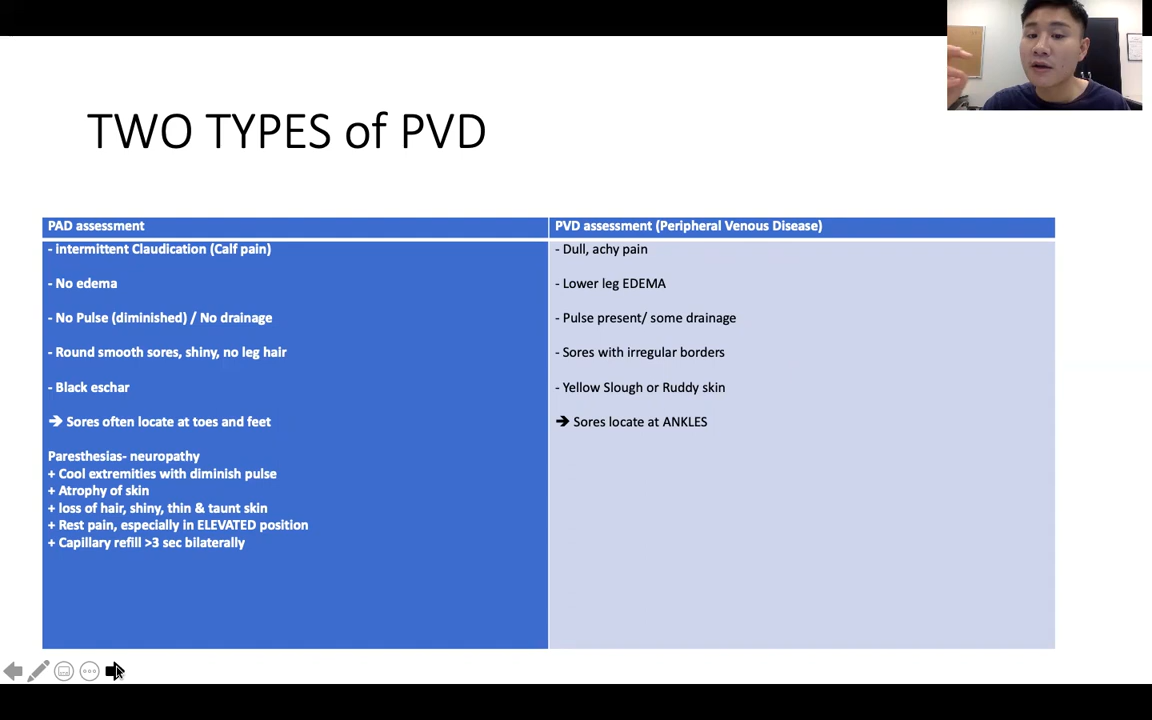 TWO TYPES of PVD
PAD assessment
- intermittent Claudication (Calf pain)
- No edema
- No Pulse (diminished) / No drainage
- Round smooth sores, shiny, no leg hair
- Black eschar
➔ Sores often locate at toes and feet
Paresthesias- neuropathy
+ Cool extremities with diminish pulse
+ Atrophy of skin
+ loss of hair, shiny, thin & taunt skin
+ Rest pain, especially in ELEVATED position
+ Capillary refill >3 sec bilaterally
PVD assessment (Peripheral Venous Disease)
- Dull, achy pain
- Lower leg EDEMA
- Pulse present/ some drainage
- Sores with irregular borders
- Yellow Slough or Ruddy skin
➔ Sores locate at ANKLES